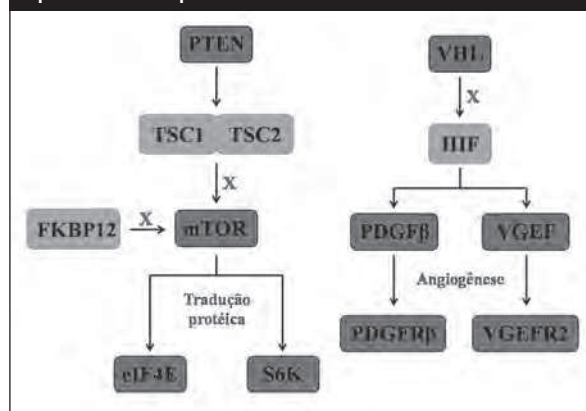 PTEN
TSC1 TSC2
X
FKBP12
X
mTOR
Tradução
protéica
eIF4E
S6K
VHL
X
HIF
PDGFβ
VGEF
Angiogênese
PDGFRβ
VGEFR2